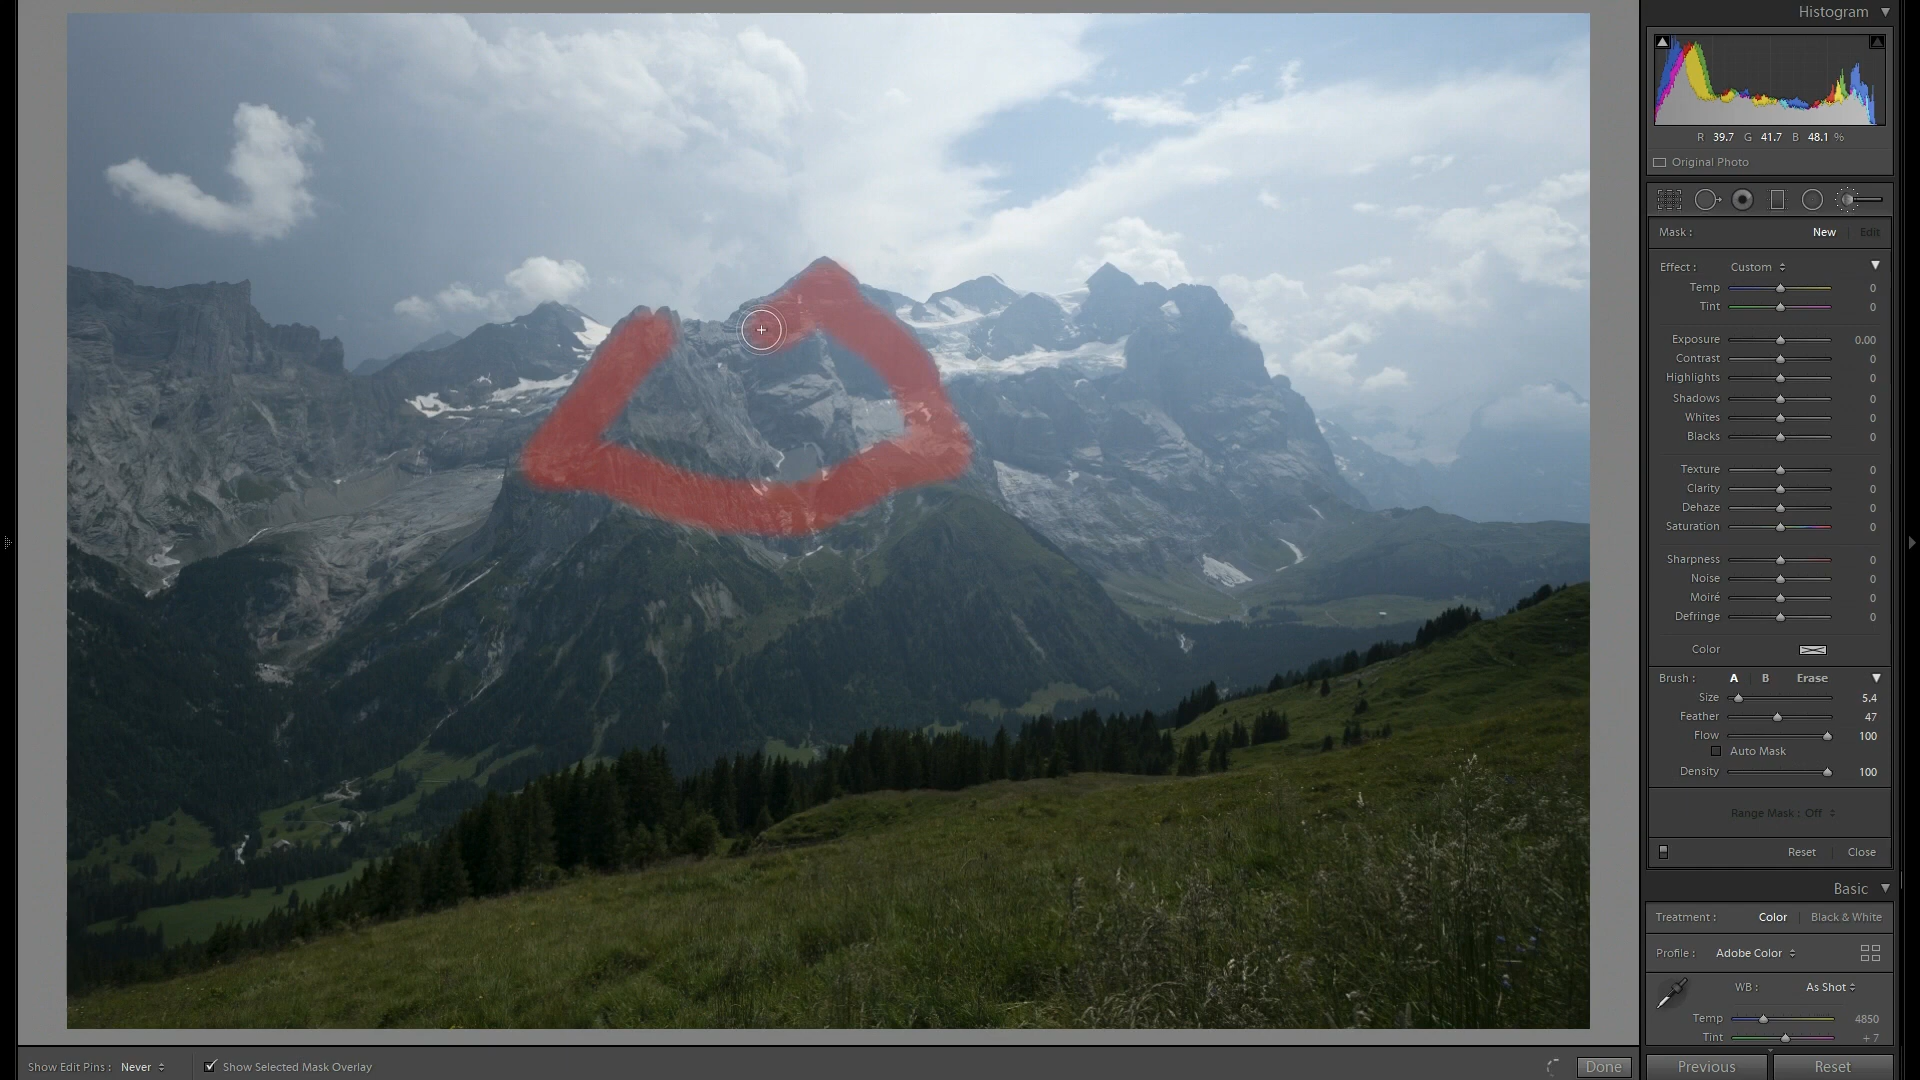 Histogram
R 39.7 G 41.7 B 48.1 %
Original Photo
Mask : New Edit
Effect : Custom
Temp 0
Tint 0
Exposure 0.00
Contrast 0
Highlights 0
Shadows 0
Whites 0
Blacks 0
Texture 0
Clarity 0
Dehaze 0
Saturation 0
Sharpness 0
Noise 0
Moiré 0
Defringe 0
Color
Brush : A B Erase
Size 5.4
Feather 47
Flow 100
Auto Mask
Density 100
Range Mask : Off
Reset Close
Basic
Treatment : Color Black & White
Profile : Adobe Color
WB : As Shot
Temp 4850
Tint + 7
Show Edit Pins : Never Show Selected Mask Overlay Done Previous Reset